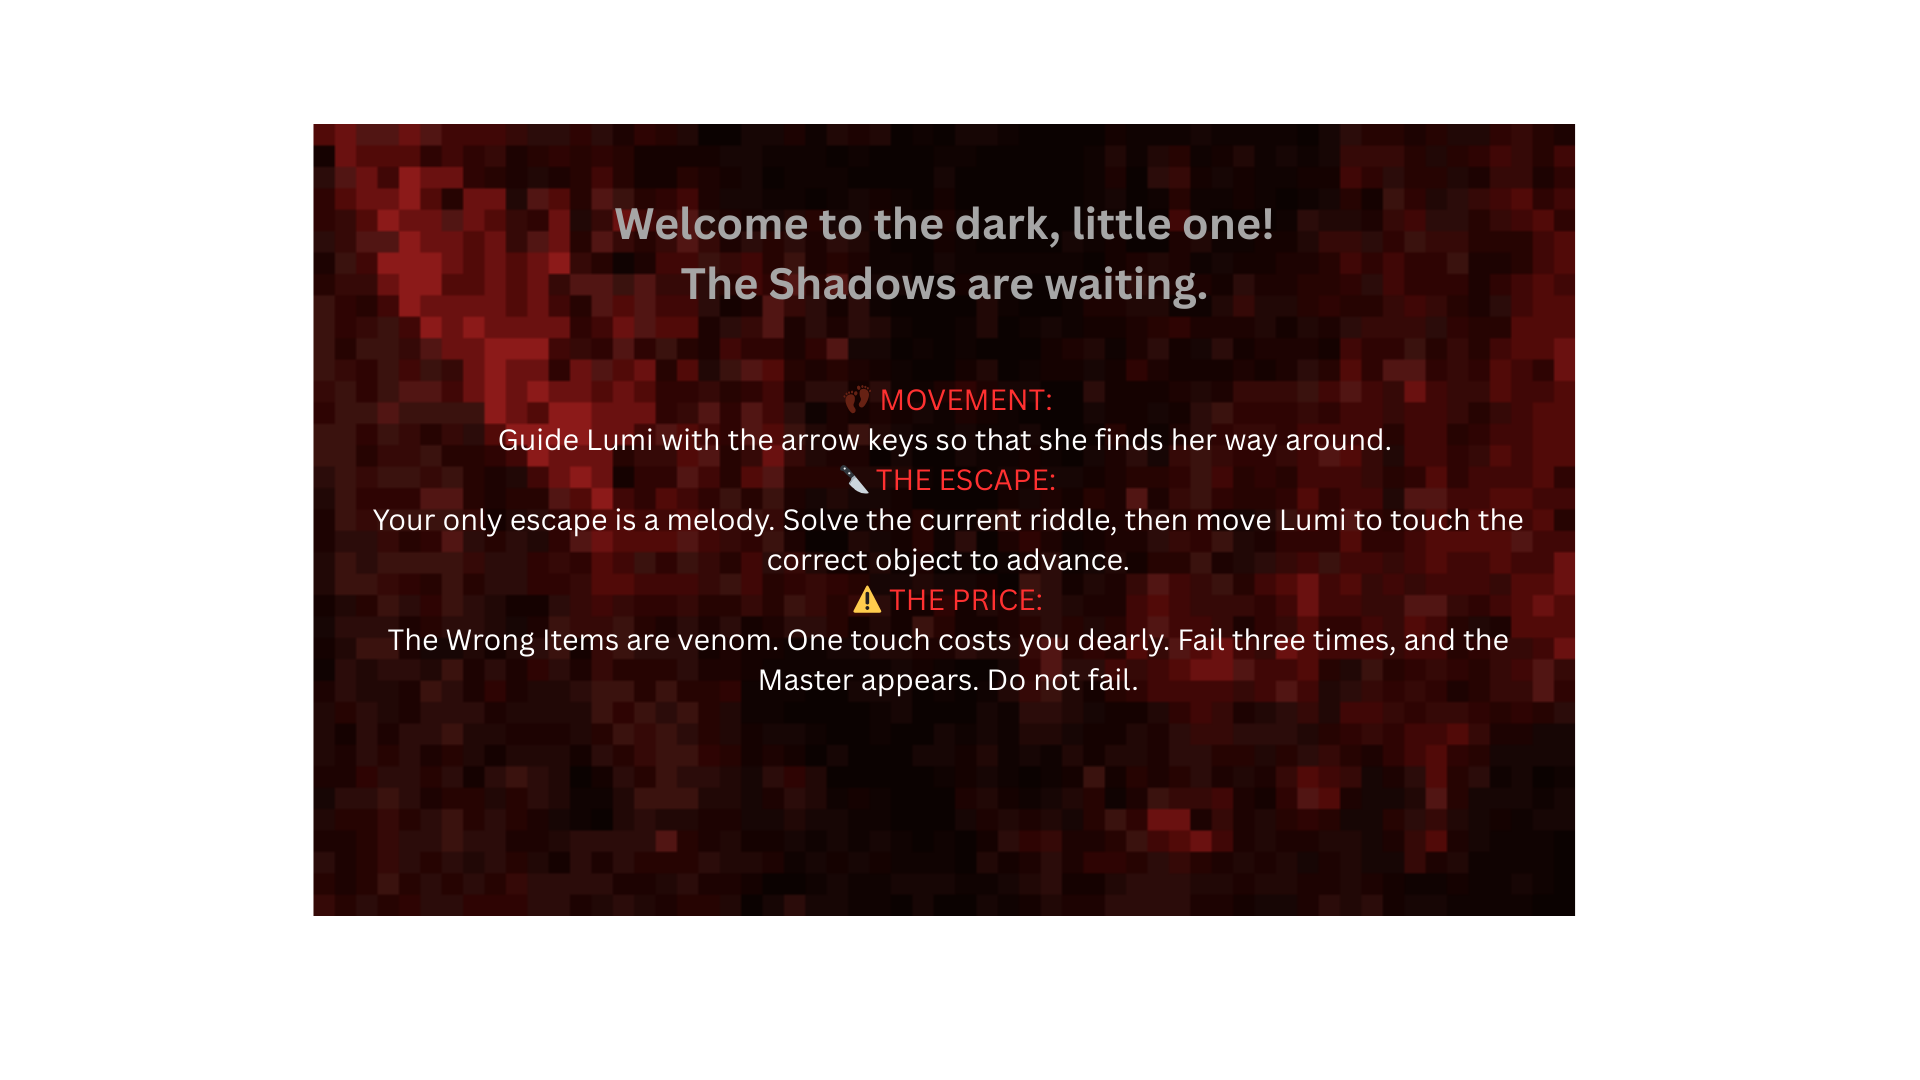 Welcome to the dark, little one!
The Shadows are waiting.
👣 MOVEMENT:
Guide Lumi with the arrow keys so that she finds her way around.
🔪 THE ESCAPE:
Your only escape is a melody. Solve the current riddle, then move Lumi to touch the
correct object to advance.
⚠️ THE PRICE:
The Wrong Items are venom. One touch costs you dearly. Fail three times, and the
Master appears. Do not fail.